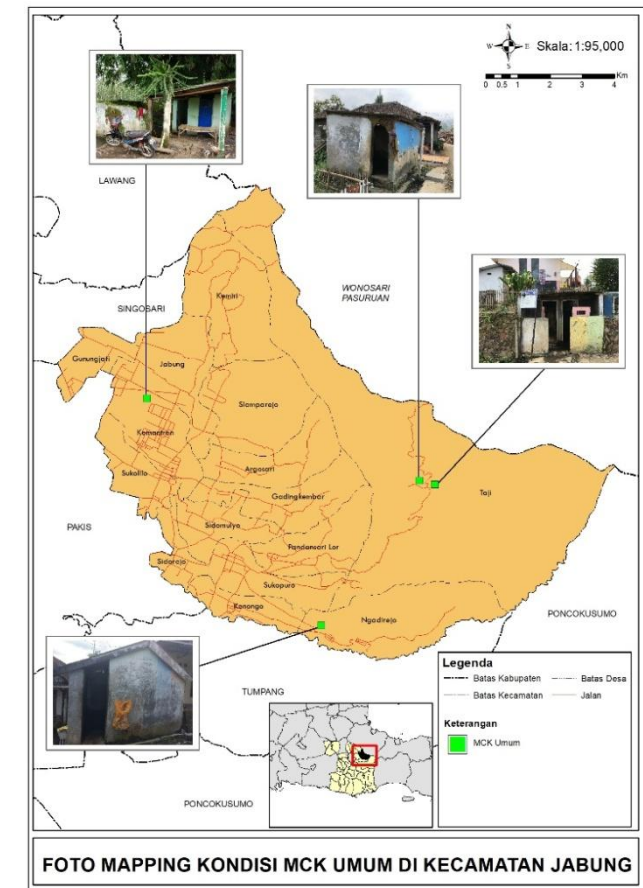 N
W E
S
Skala: 1:95,000
0 0.5 1 2 3 4
Km
LAWANG
WONOSARI
PASURUAN
SINGOSARI
Kemiri
Gunungjati
Jabung
Slamparejo
Kemantren
Sukolilo
Argosari
Gadingkembar
Taji
PAKIS
Sidomulyo
Pandansari Lor
Sidorejo
Sukopuro
Kenongo
Ngadirejo
PONCOKUSUMO
TUMPANG
PONCOKUSUMO
Legenda
Batas Kabupaten
Batas Desa
Batas Kecamatan
Jalan
Keterangan
MCK Umum
FOTO MAPPING KONDISI MCK UMUM DI KECAMATAN JABUNG